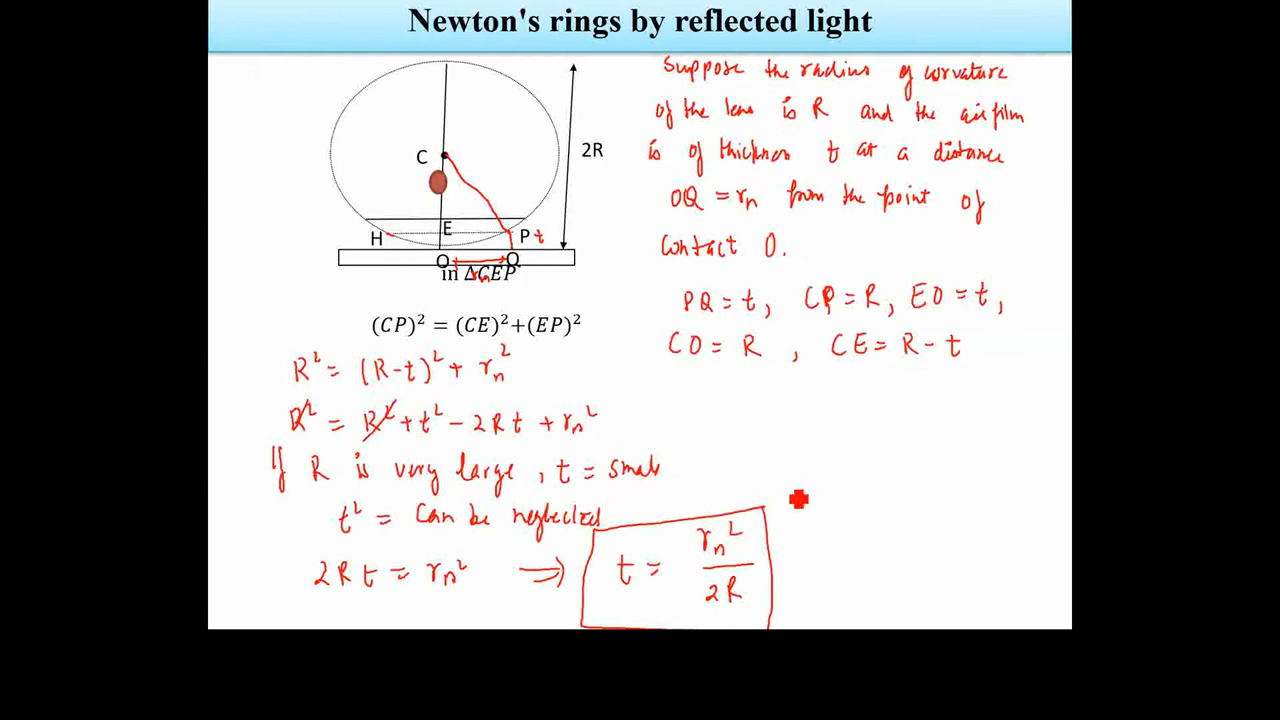 Newton's rings by reflected light
C
2R
E
H
P t
O
Q
rn
in ΔCEP
(CP)² = (CE)²+(EP)²
R² = (R-t)² + rn²
R² = R² + t² - 2Rt + rn²
If R is very large, t = small
t² = can be neglected
2Rt = rn² ⟹ t = rn²/2R
Suppose the radius of corvature
of the lens is R and the air film
is of thickness t at a distance
OQ = rn from the point of
contact O.
PQ = t, CP = R, EO = t,
CO = R, CE = R - t